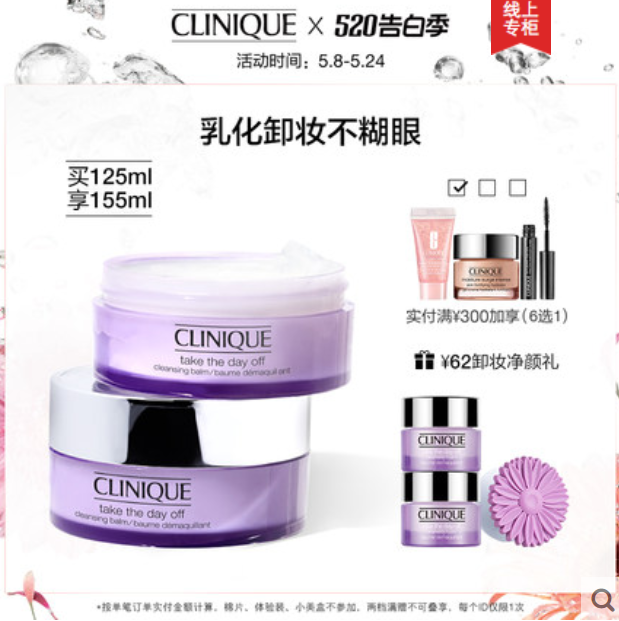 CLINIQUE × 520告白季
线上
专柜
活动时间：5.8-5.24
乳化卸妆不糊眼
买125ml
享155ml
CLINIQUE
take the day off
cleansing balm/baume démaquillant
CLINIQUE
take the day off
cleansing balm/baume démaquillant
CLINIQUE
moisture surge intense
实付满¥300加享（6选1）
¥62卸妆净颜礼
CLINIQUE
CLINIQUE
*按单笔订单实付金额计算，棉片、体验装、小美盒不参加，两档满赠不可叠享，每个ID仅限1次